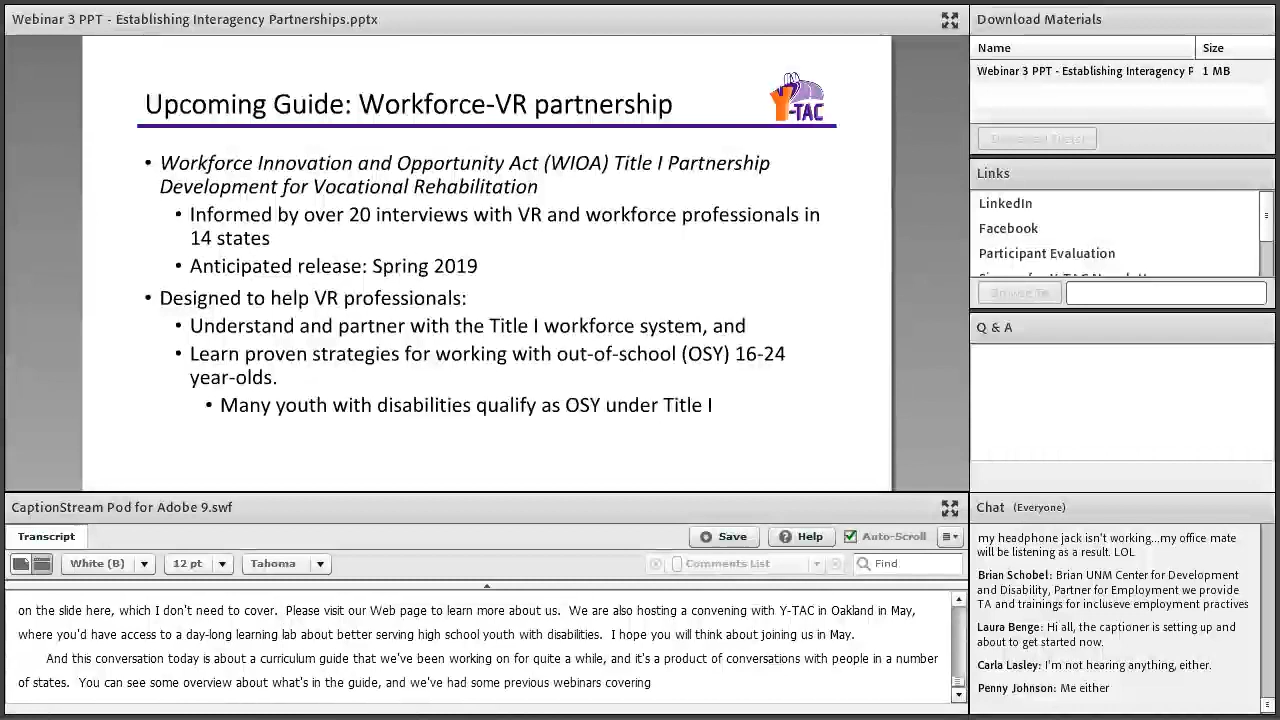 Webinar 3 PPT - Establishing Interagency Partnerships.pptx
Upcoming Guide: Workforce-VR partnership
Y-TAC
• Workforce Innovation and Opportunity Act (WIOA) Title I Partnership
Development for Vocational Rehabilitation
• Informed by over 20 interviews with VR and workforce professionals in
14 states
• Anticipated release: Spring 2019
• Designed to help VR professionals:
• Understand and partner with the Title I workforce system, and
• Learn proven strategies for working with out-of-school (OSY) 16-24
year-olds.
• Many youth with disabilities qualify as OSY under Title I
CaptionStream Pod for Adobe 9.swf
Transcript
Save
Help
Auto-Scroll
White (B)
12 pt
Tahoma
Comments List
Find
on the slide here, which I don't need to cover.  Please visit our Web page to learn more about us.  We are also hosting a convening with Y-TAC in Oakland in May,
where you'd have access to a day-long learning lab about better serving high school youth with disabilities.  I hope you will think about joining us in May.
And this conversation today is about a curriculum guide that we've been working on for quite a while, and it's a product of conversations with people in a number
of states.  You can see some overview about what's in the guide, and we've had some previous webinars covering
Download Materials
Name Size
Webinar 3 PPT - Establishing Interagency P 1 MB
Links
LinkedIn
Facebook
Participant Evaluation
Browse To
Q & A
Chat (Everyone)
my headphone jack isn't working...my office mate
will be listening as a result. LOL
Brian Schobel: Brian UNM Center for Development
and Disability, Partner for Employment we provide
TA and trainings for inclusieve employment practives
Laura Benge: Hi all, the captioner is setting up and
about to get started now.
Carla Lasley: I'm not hearing anything, either.
Penny Johnson: Me either